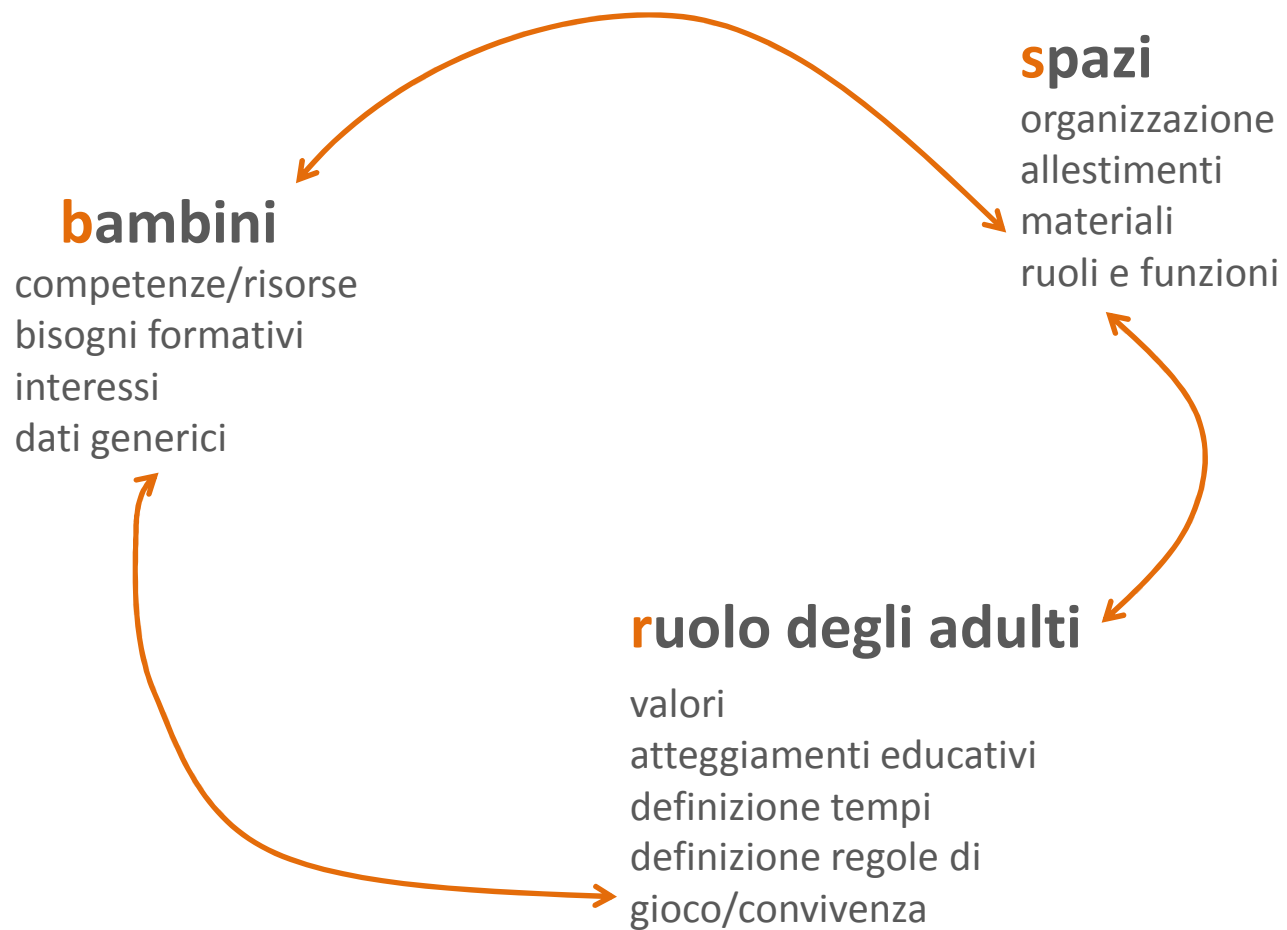 bambini
competenze/risorse
bisogni formativi
interessi
dati generici
spazi
organizzazione
allestimenti
materiali
ruoli e funzioni
ruolo degli adulti
valori
atteggiamenti educativi
definizione tempi
definizione regole di
gioco/convivenza